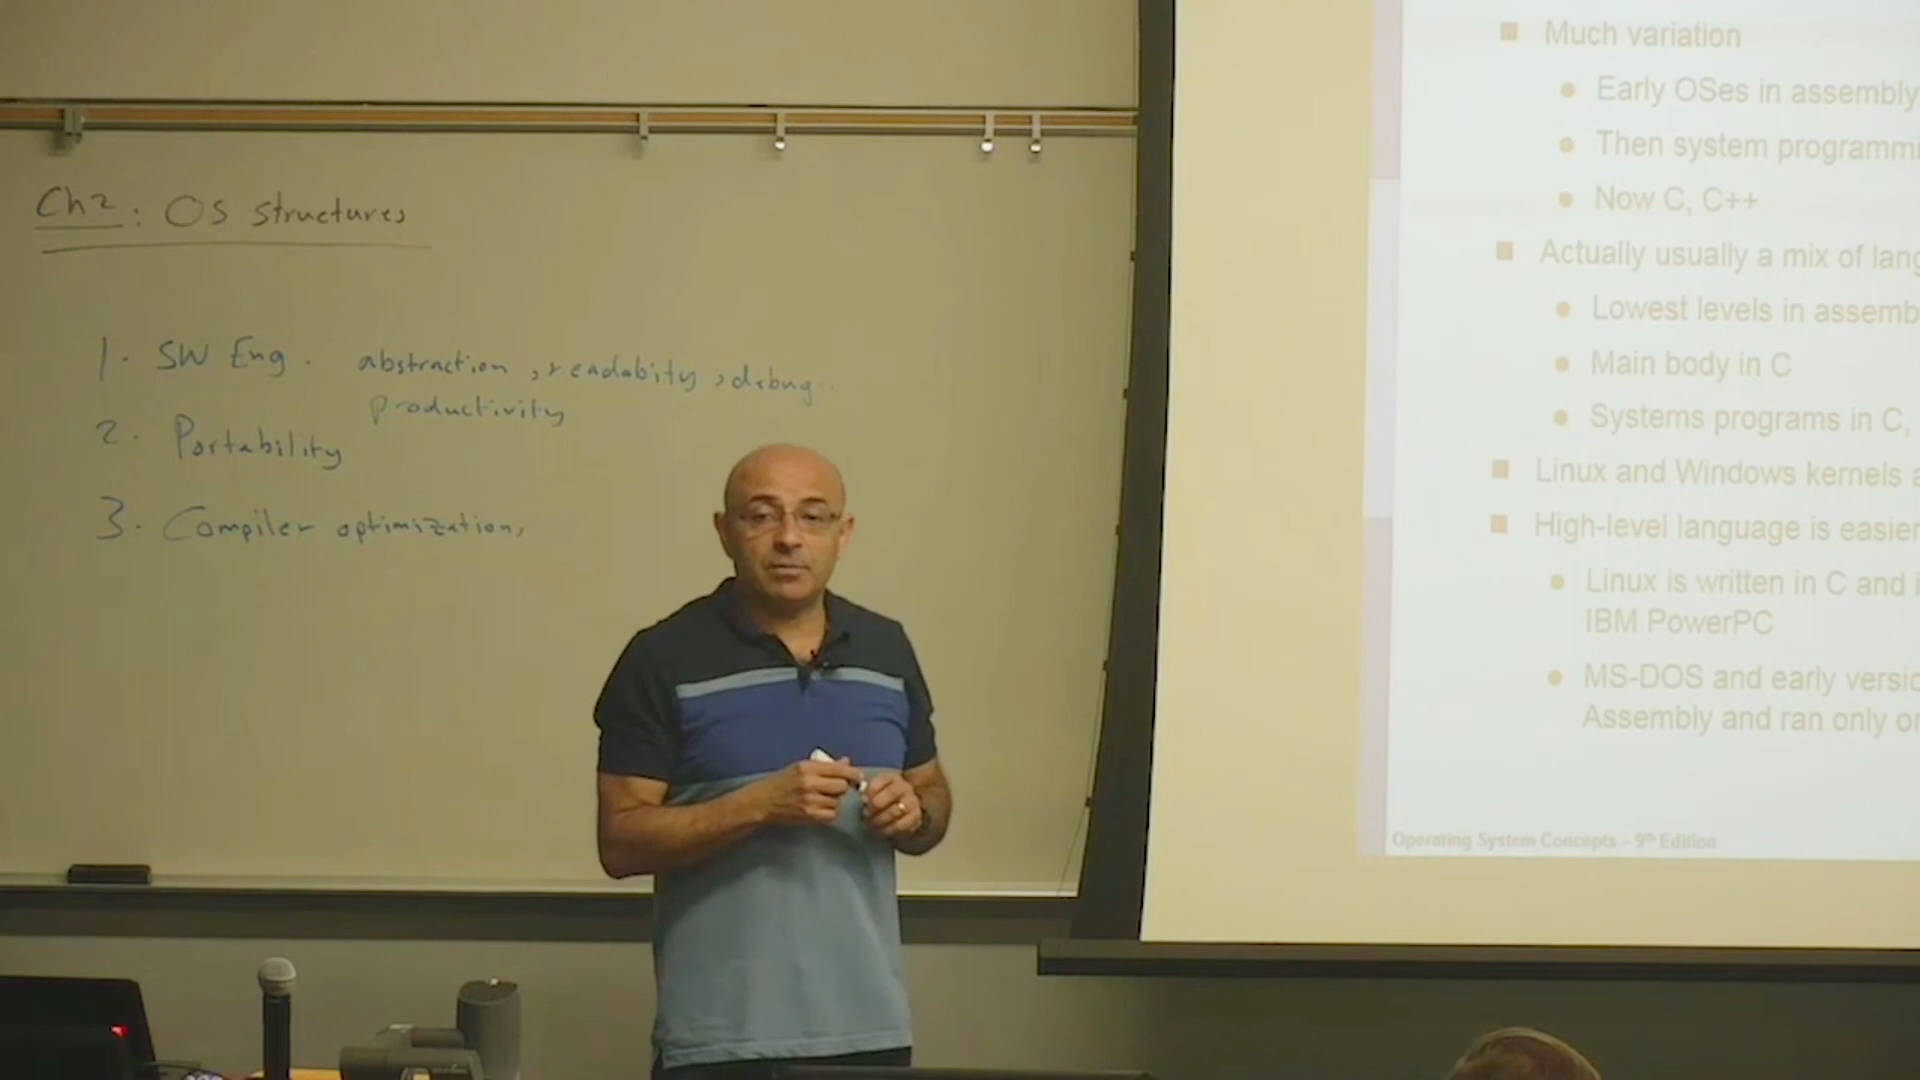 Ch2: OS structures
1. SW Eng. abstraction, readabity, debug..
productivity
2. Portability
3. Compiler optimization,
Much variation
Early OSes in assembly
Then system programmi
Now C, C++
Actually usually a mix of lang
Lowest levels in assemb
Main body in C
Systems programs in C,
Linux and Windows kernels a
High-level language is easier
Linux is written in C and i
IBM PowerPC
MS-DOS and early versio
Assembly and ran only on
Operating System Concepts – 9th Edition